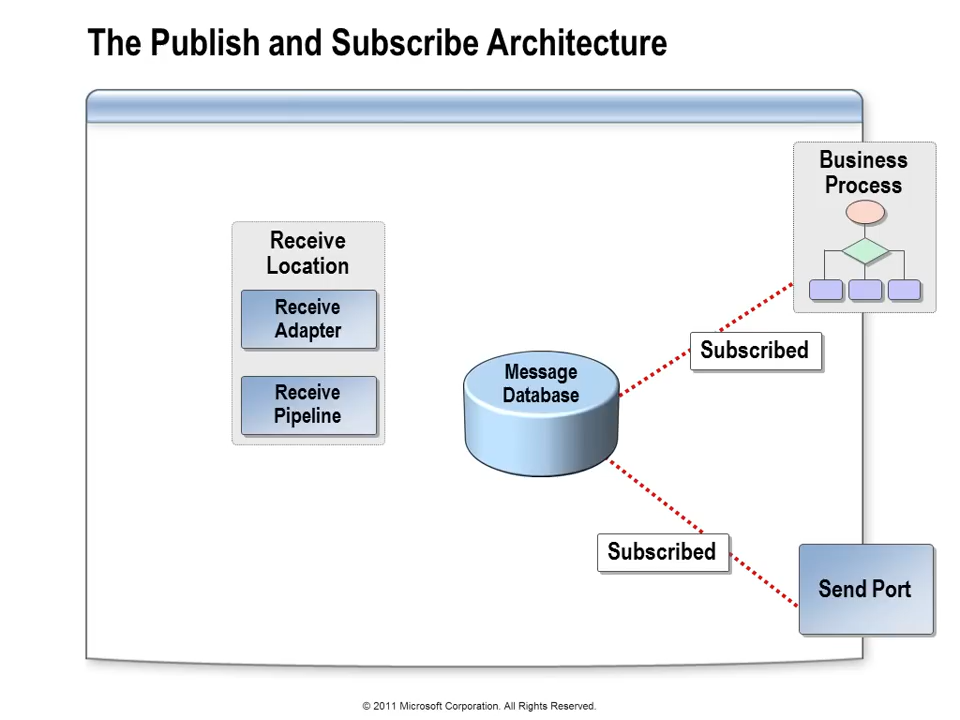 The Publish and Subscribe Architecture
Business
Process
Receive
Location
Receive
Adapter
Receive
Pipeline
Message
Database
Subscribed
Subscribed
Send Port
© 2011 Microsoft Corporation. All Rights Reserved.